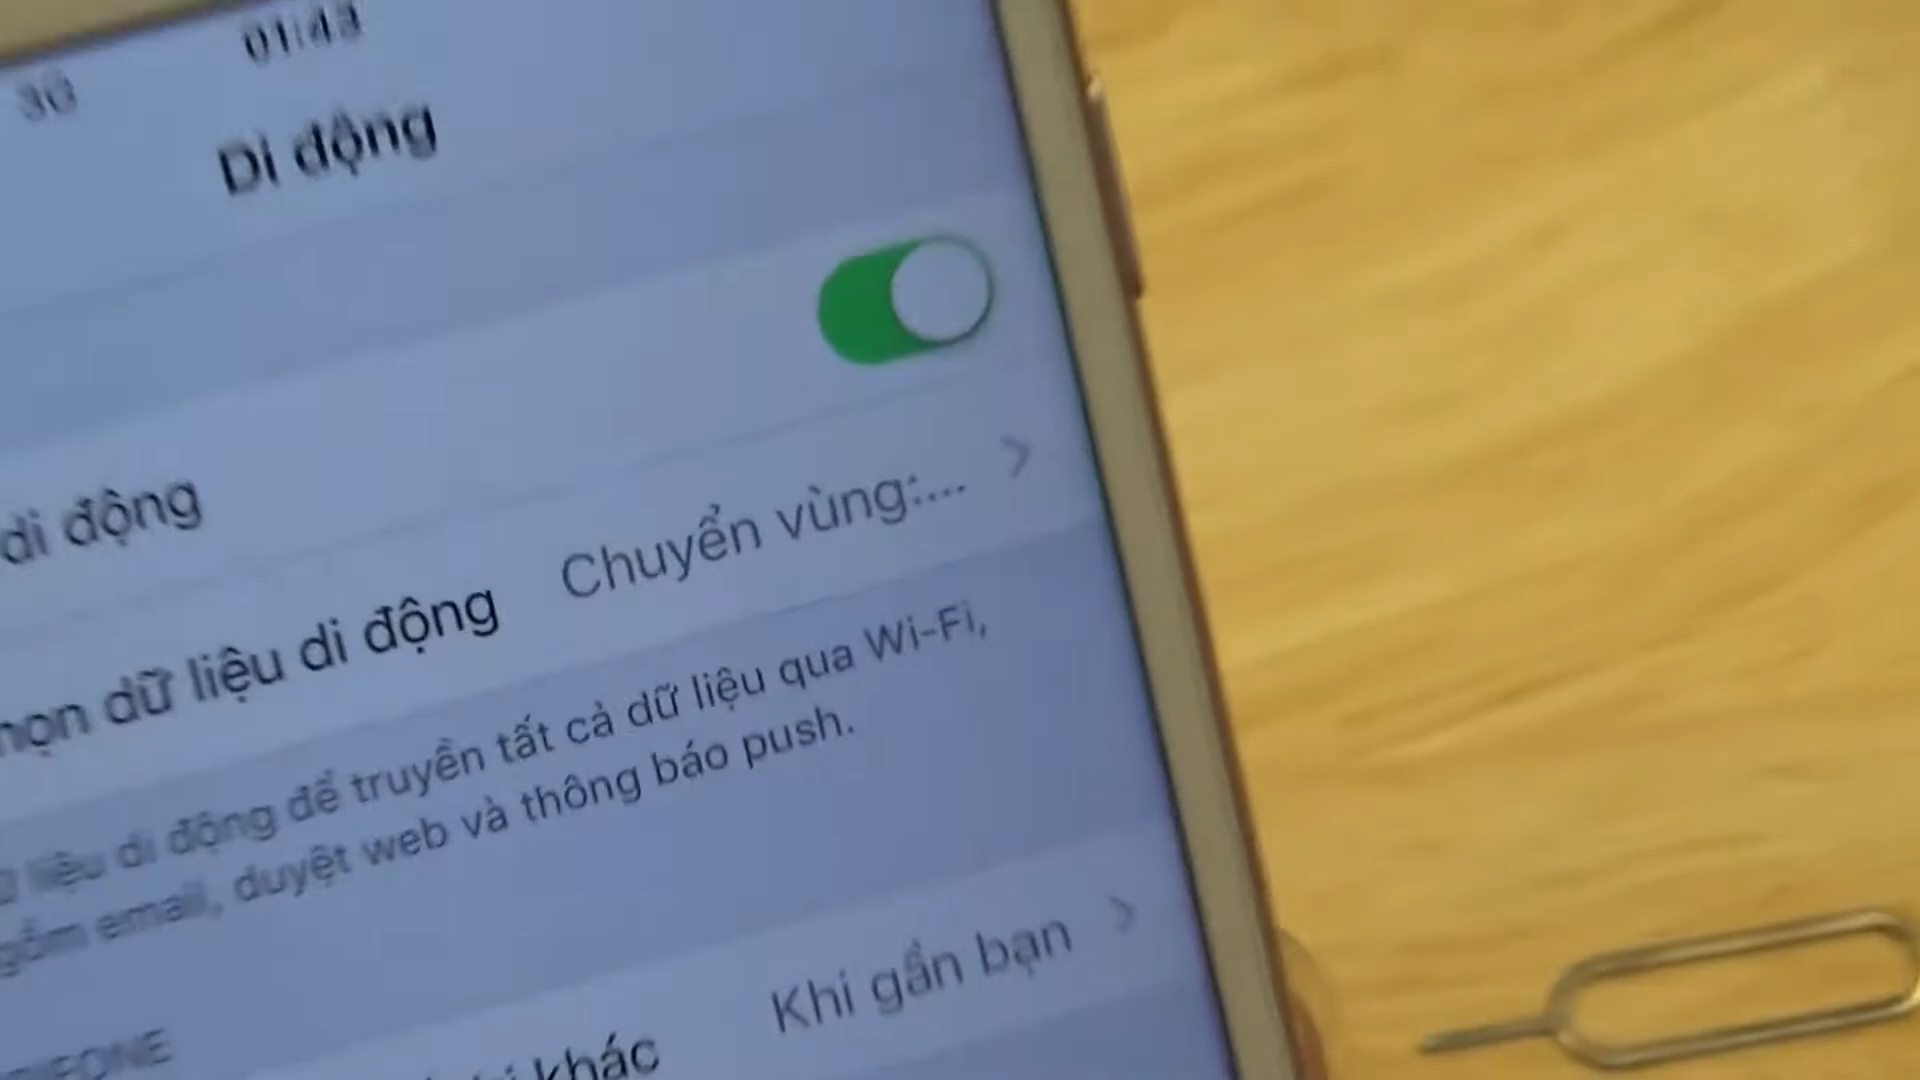 01:43
3G
Di động
di động
họn dữ liệu di động Chuyển vùng:...
liệu di động để truyền tất cả dữ liệu qua Wi-Fi,
gồm email, duyệt web và thông báo push.
khác Khi gần bạn